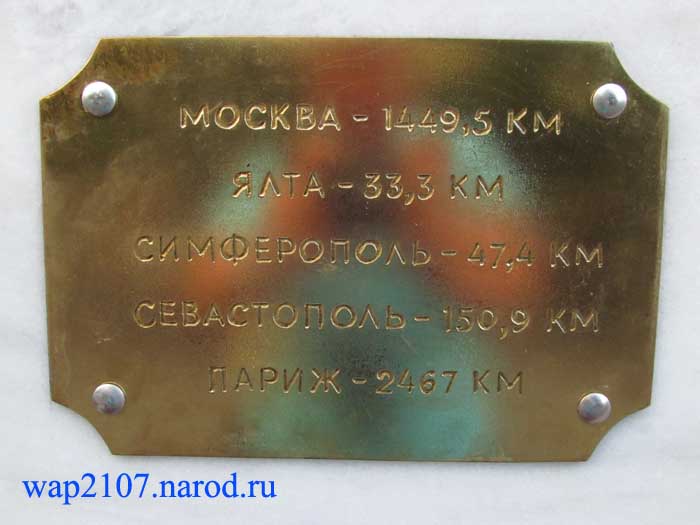 МОСКВА - 1449,5 КМ
ЯЛТА - 33,3 КМ
СИМФЕРОПОЛЬ - 47,4 КМ
СЕВАСТОПОЛЬ - 150,9 КМ
ПАРИЖ - 2467 КМ
wap2107.narod.ru